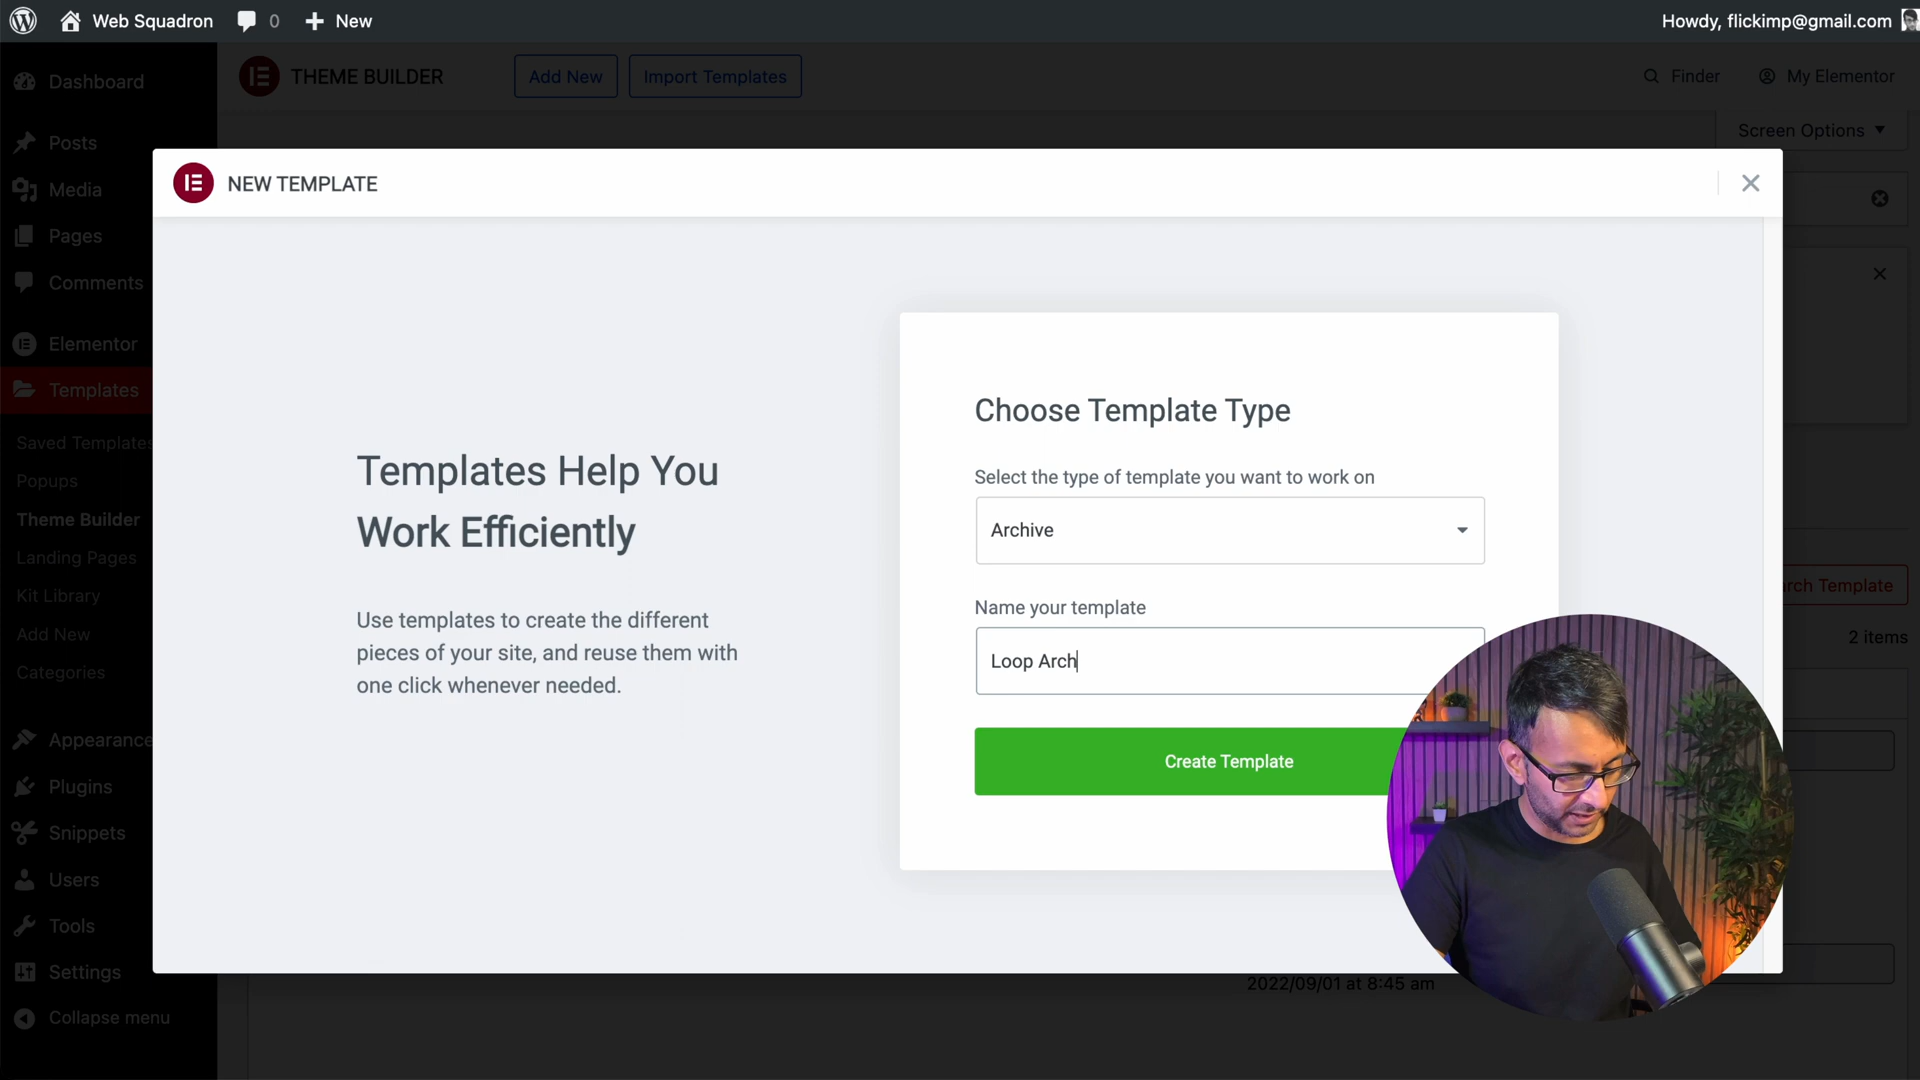 Web Squadron
0
New
Howdy, flickimp@gmail.com
Dashboard
THEME BUILDER
Add New
Import Templates
Finder
My Elementor
Screen Options
Posts
Media
Pages
Comments
Elementor
Templates
Saved Templates
Popups
Theme Builder
Landing Pages
Kit Library
Add New
Categories
Appearance
Plugins
Snippets
Users
Tools
Settings
Collapse menu
NEW TEMPLATE
Templates Help You
Work Efficiently
Use templates to create the different
pieces of your site, and reuse them with
one click whenever needed.
Choose Template Type
Select the type of template you want to work on
Archive
Name your template
Loop Arch
Create Template
rch Template
2 items
2022/09/01 at 8:45 am